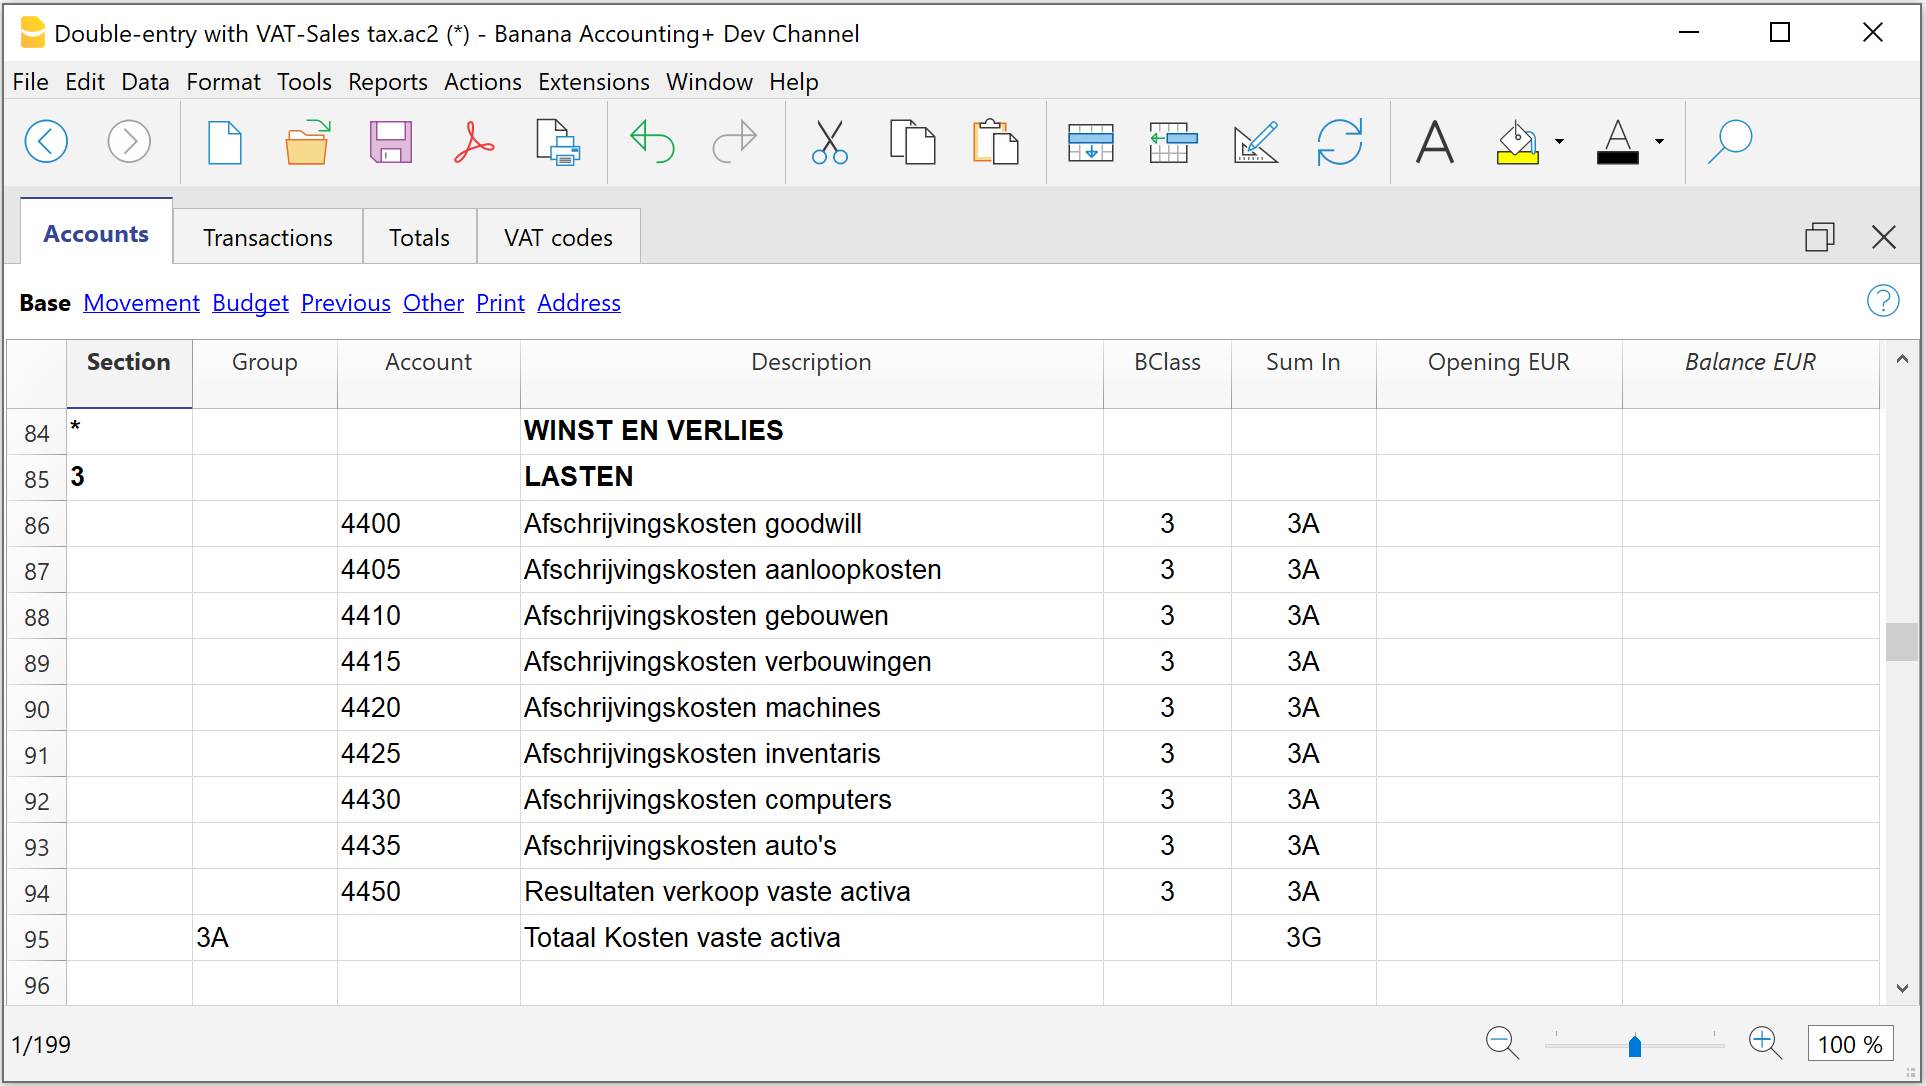 Double-entry with VAT-Sales tax.ac2 (*) - Banana Accounting+ Dev Channel
File Edit Data Format Tools Reports Actions Extensions Window Help
Accounts Transactions Totals VAT codes
Base Movement Budget Previous Other Print Address
Section Group Account Description BClass Sum In Opening EUR Balance EUR
84 * WINST EN VERLIES
85 3 LASTEN
86 4400 Afschrijvingskosten goodwill 3 3A
87 4405 Afschrijvingskosten aanloopkosten 3 3A
88 4410 Afschrijvingskosten gebouwen 3 3A
89 4415 Afschrijvingskosten verbouwingen 3 3A
90 4420 Afschrijvingskosten machines 3 3A
91 4425 Afschrijvingskosten inventaris 3 3A
92 4430 Afschrijvingskosten computers 3 3A
93 4435 Afschrijvingskosten auto's 3 3A
94 4450 Resultaten verkoop vaste activa 3 3A
95 3A Totaal Kosten vaste activa 3G
96
1/199 100 %